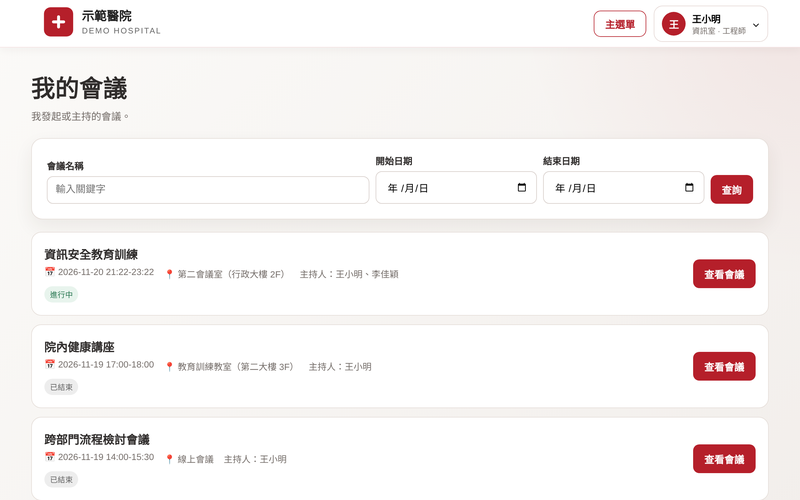 示範醫院
DEMO HOSPITAL
主選單
王
王小明
資訊室 · 工程師
我的會議
我發起或主持的會議。
會議名稱
輸入關鍵字
開始日期
年 /月/日
結束日期
年 /月/日
查詢
資訊安全教育訓練
📅 2026-11-20 21:22-23:22 📍 第二會議室（行政大樓 2F） 主持人：王小明、李佳穎
進行中
查看會議
院內健康講座
📅 2026-11-19 17:00-18:00 📍 教育訓練教室（第二大樓 3F） 主持人：王小明
已結束
查看會議
跨部門流程檢討會議
📅 2026-11-19 14:00-15:30 📍 線上會議 主持人：王小明
已結束
查看會議